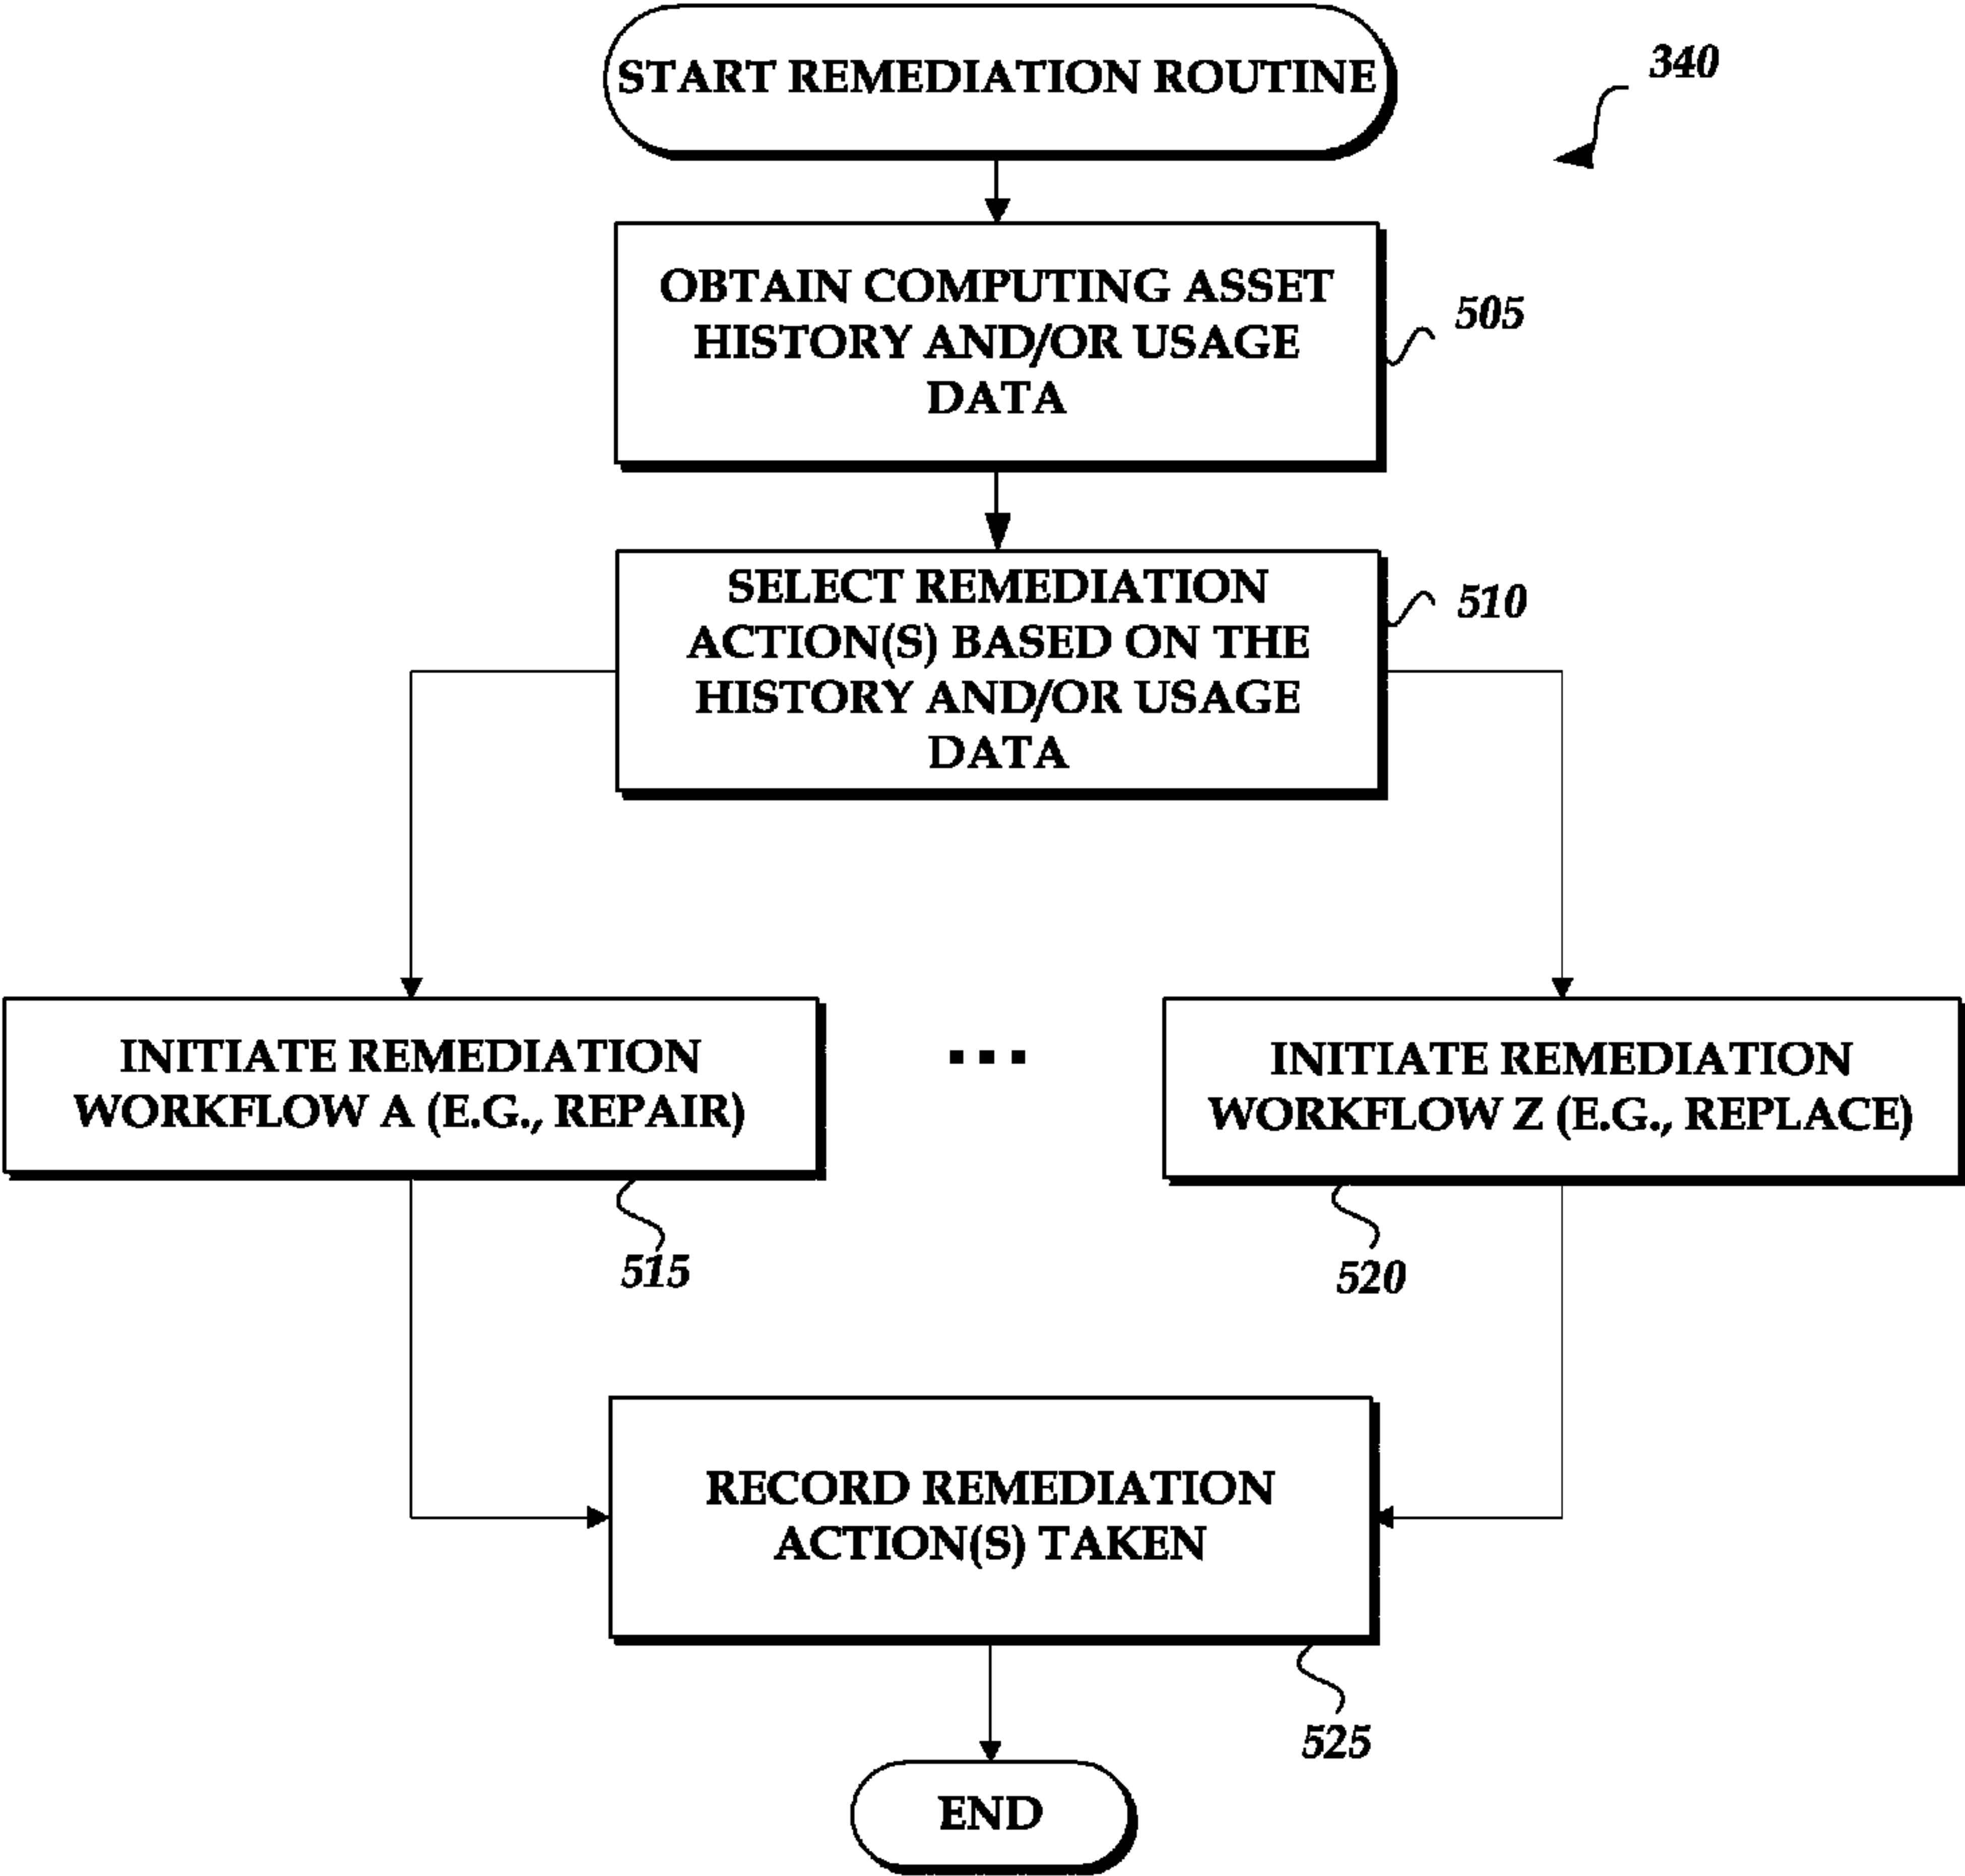 START REMEDIATION ROUTINE
340
OBTAIN COMPUTING ASSET
HISTORY AND/OR USAGE
DATA
505
SELECT REMEDIATION
ACTION(S) BASED ON THE
HISTORY AND/OR USAGE
DATA
510
INITIATE REMEDIATION
WORKFLOW A (E.G., REPAIR)
515
...
INITIATE REMEDIATION
WORKFLOW Z (E.G., REPLACE)
520
RECORD REMEDIATION
ACTION(S) TAKEN
525
END